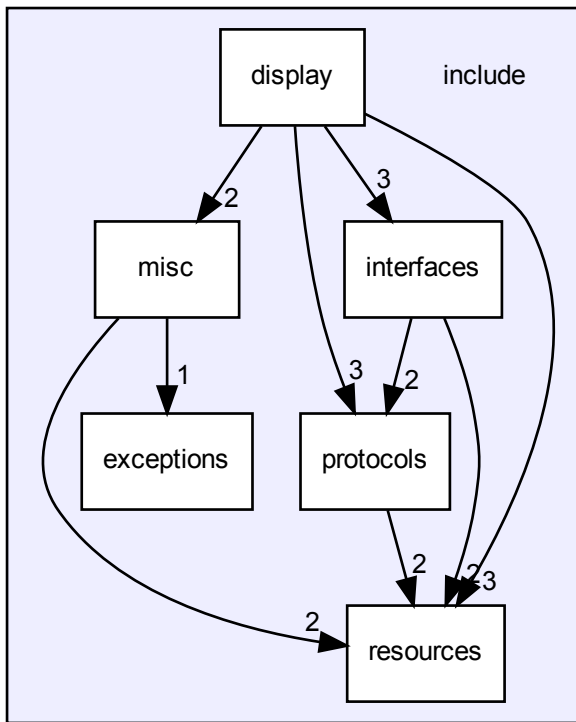 display
include
2
3
misc
interfaces
1
3
2
exceptions
protocols
2
2
3
2
resources